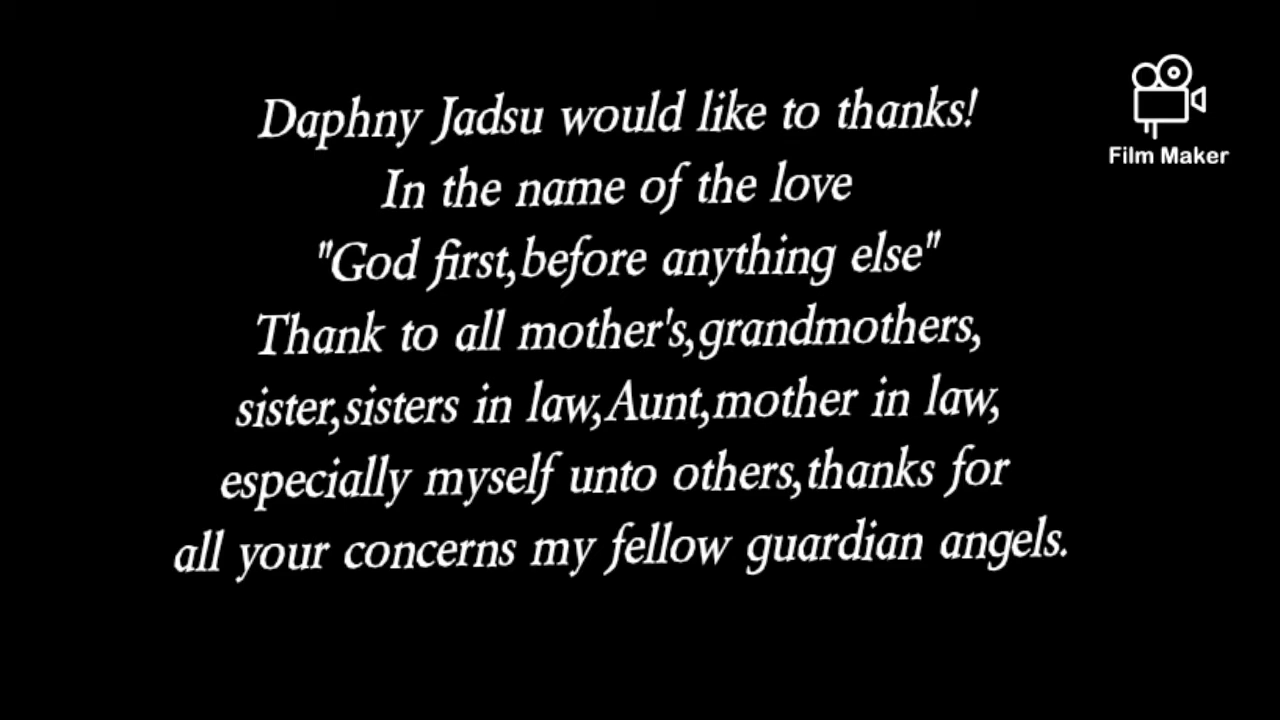 Daphny Jadsu would like to thanks!
In the name of the love
"God first,before anything else"
Thank to all mother's,grandmothers,
sister,sisters in law,Aunt,mother in law,
especially myself unto others,thanks for
all your concerns my fellow guardian angels.
Film Maker